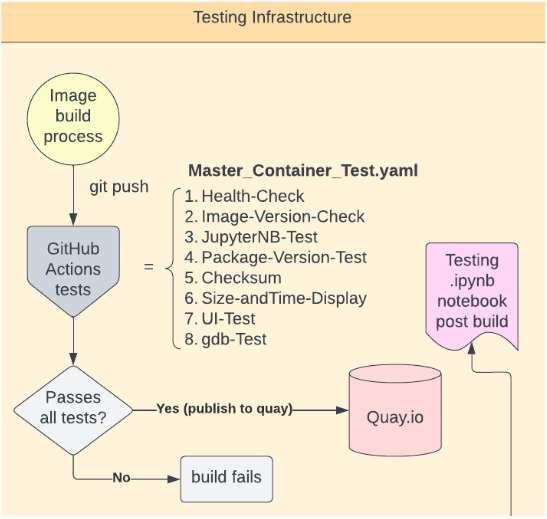 Testing Infrastructure
Image
build
process
git push
Master_Container_Test.yaml
GitHub
Actions
tests
=
1. Health-Check
2. Image-Version-Check
3. JupyterNB-Test
4. Package-Version-Test
5. Checksum
6. Size-andTime-Display
7. UI-Test
8. gdb-Test
Testing
.ipynb
notebook
post build
Passes
all tests?
Yes (publish to quay)
Quay.io
No
build fails